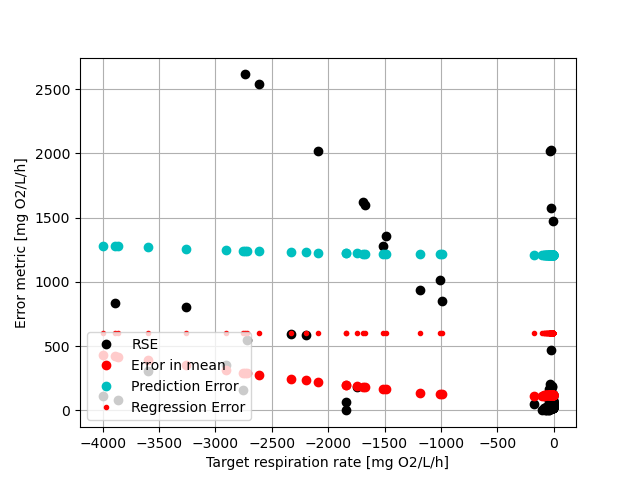 Error metric [mg O2/L/h]
2500
2000
1500
1000
500
0
RSE
Error in mean
Prediction Error
Regression Error
−4000 −3500 −3000 −2500 −2000 −1500 −1000 −500 0
Target respiration rate [mg O2/L/h]